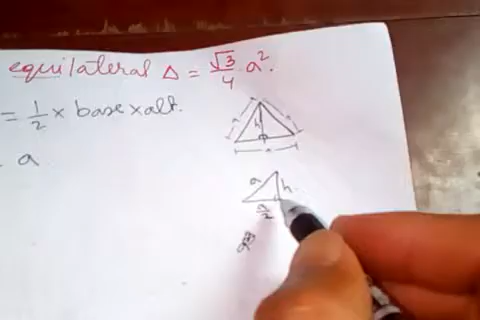 equilateral Δ = √3/4 a².
= 1/2 × base × alt.
a
h
a
h
a/2